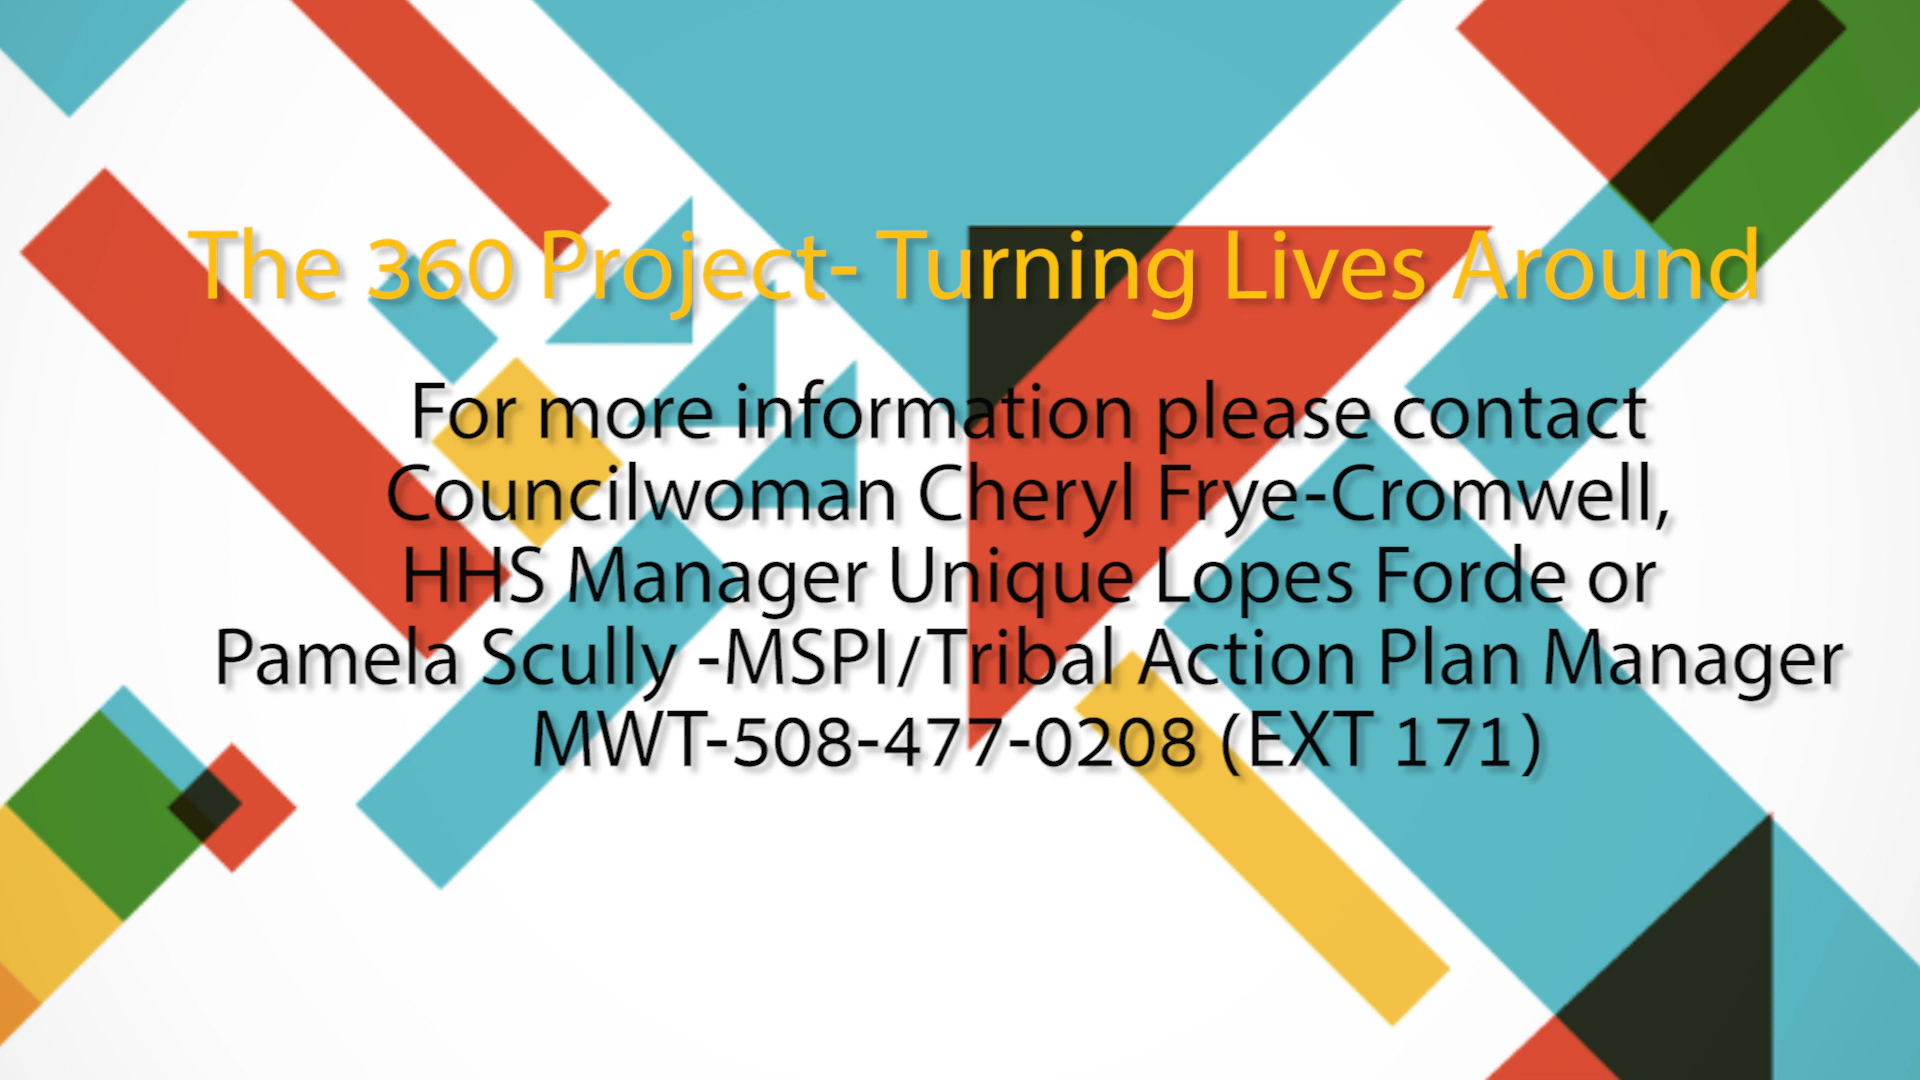 The 360 Project- Turning Lives Around
For more information please contact
Councilwoman Cheryl Frye-Cromwell,
HHS Manager Unique Lopes Forde or
Pamela Scully -MSPI/Tribal Action Plan Manager
MWT-508-477-0208 (EXT 171)